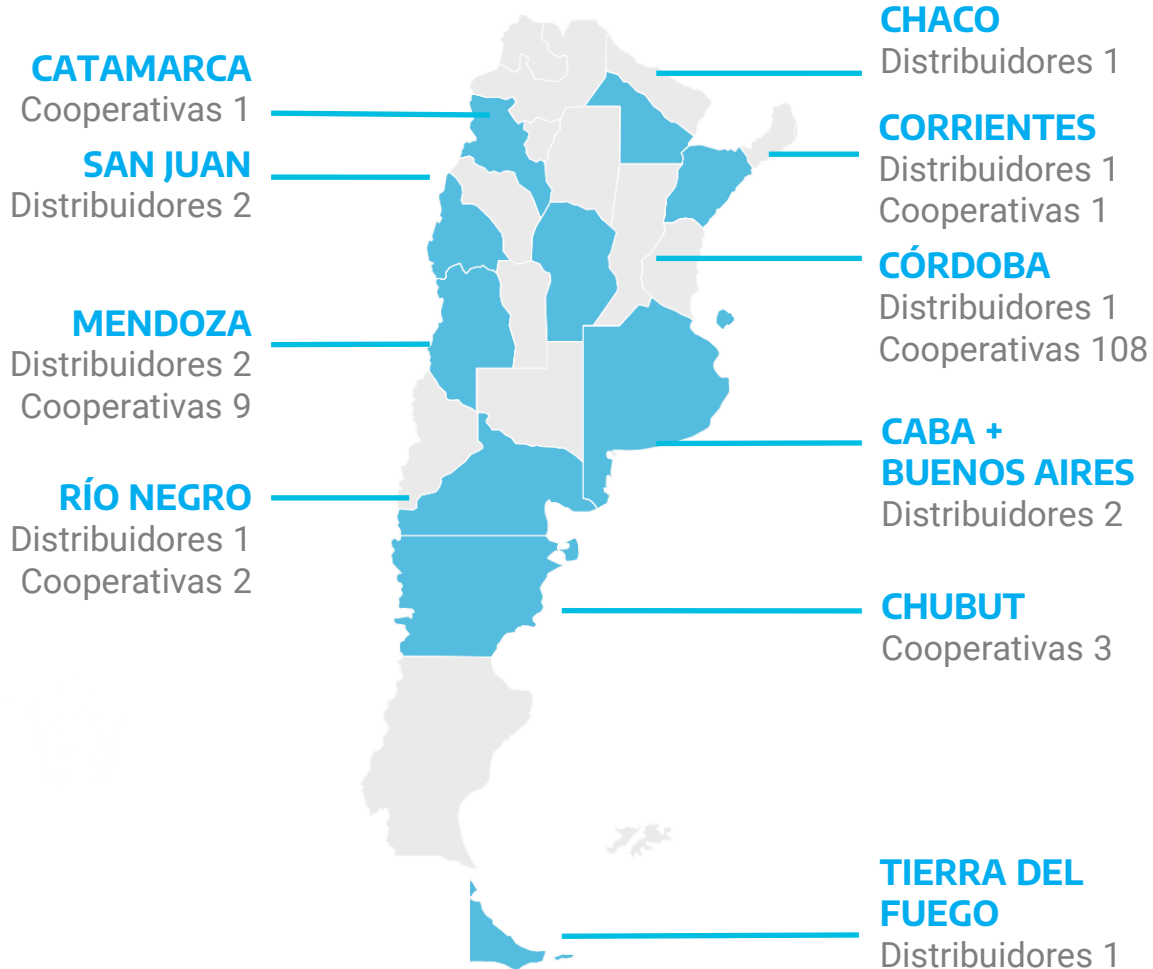 CATAMARCA
Cooperativas 1
SAN JUAN
Distribuidores 2
MENDOZA
Distribuidores 2
Cooperativas 9
RÍO NEGRO
Distribuidores 1
Cooperativas 2
CHACO
Distribuidores 1
CORRIENTES
Distribuidores 1
Cooperativas 1
CÓRDOBA
Distribuidores 1
Cooperativas 108
CABA +
BUENOS AIRES
Distribuidores 2
CHUBUT
Cooperativas 3
TIERRA DEL
FUEGO
Distribuidores 1